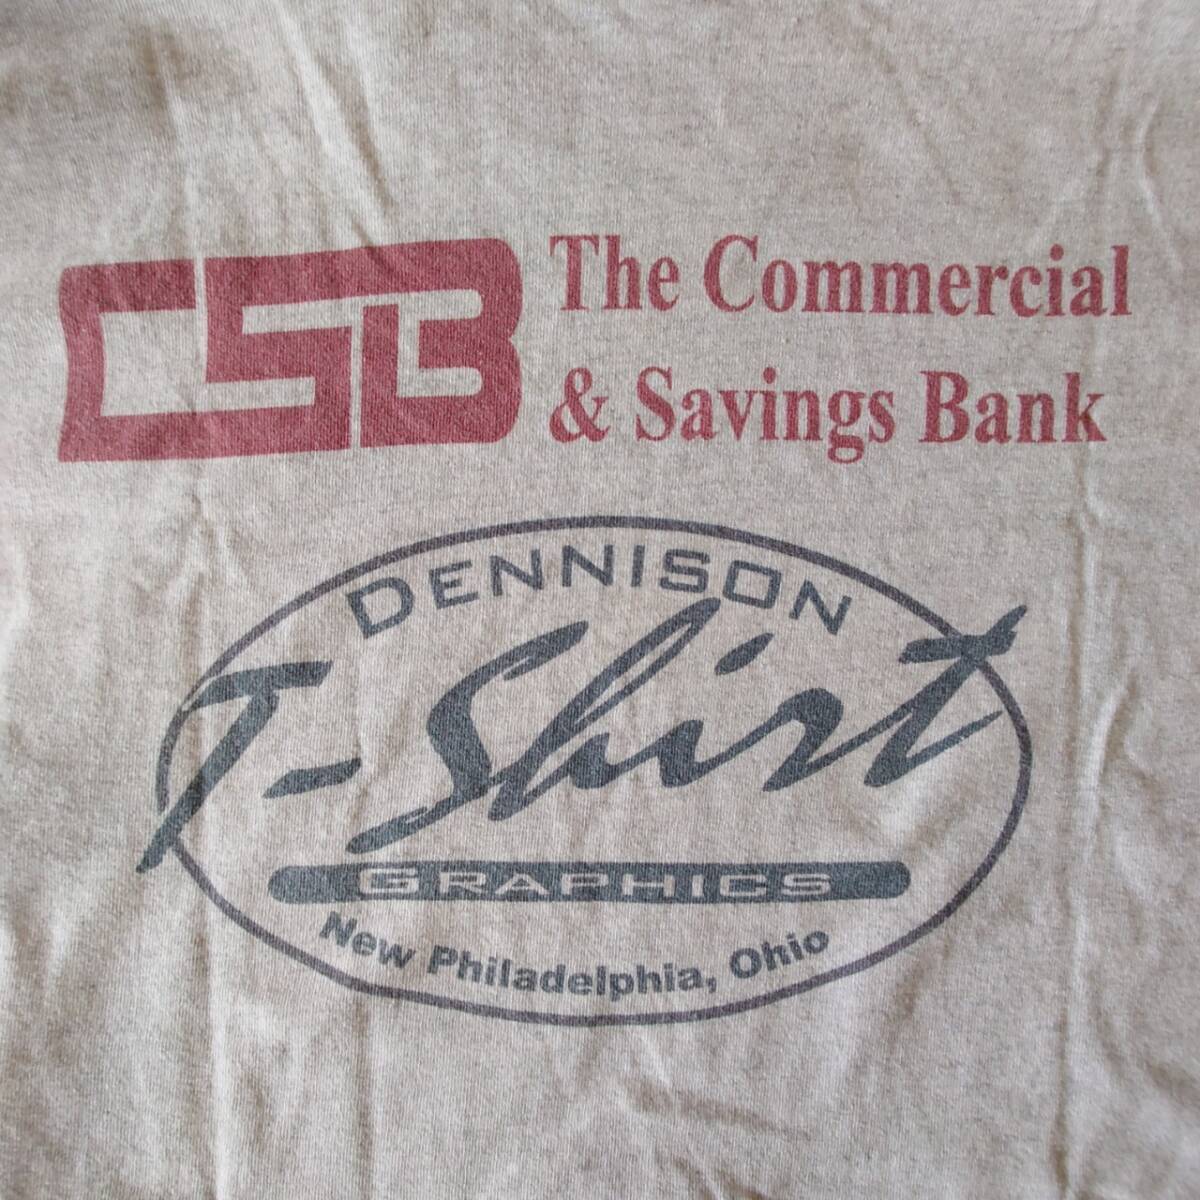 CSB
The Commercial
& Savings Bank
DENNISON
T-Shirt
GRAPHICS
New Philadelphia, Ohio